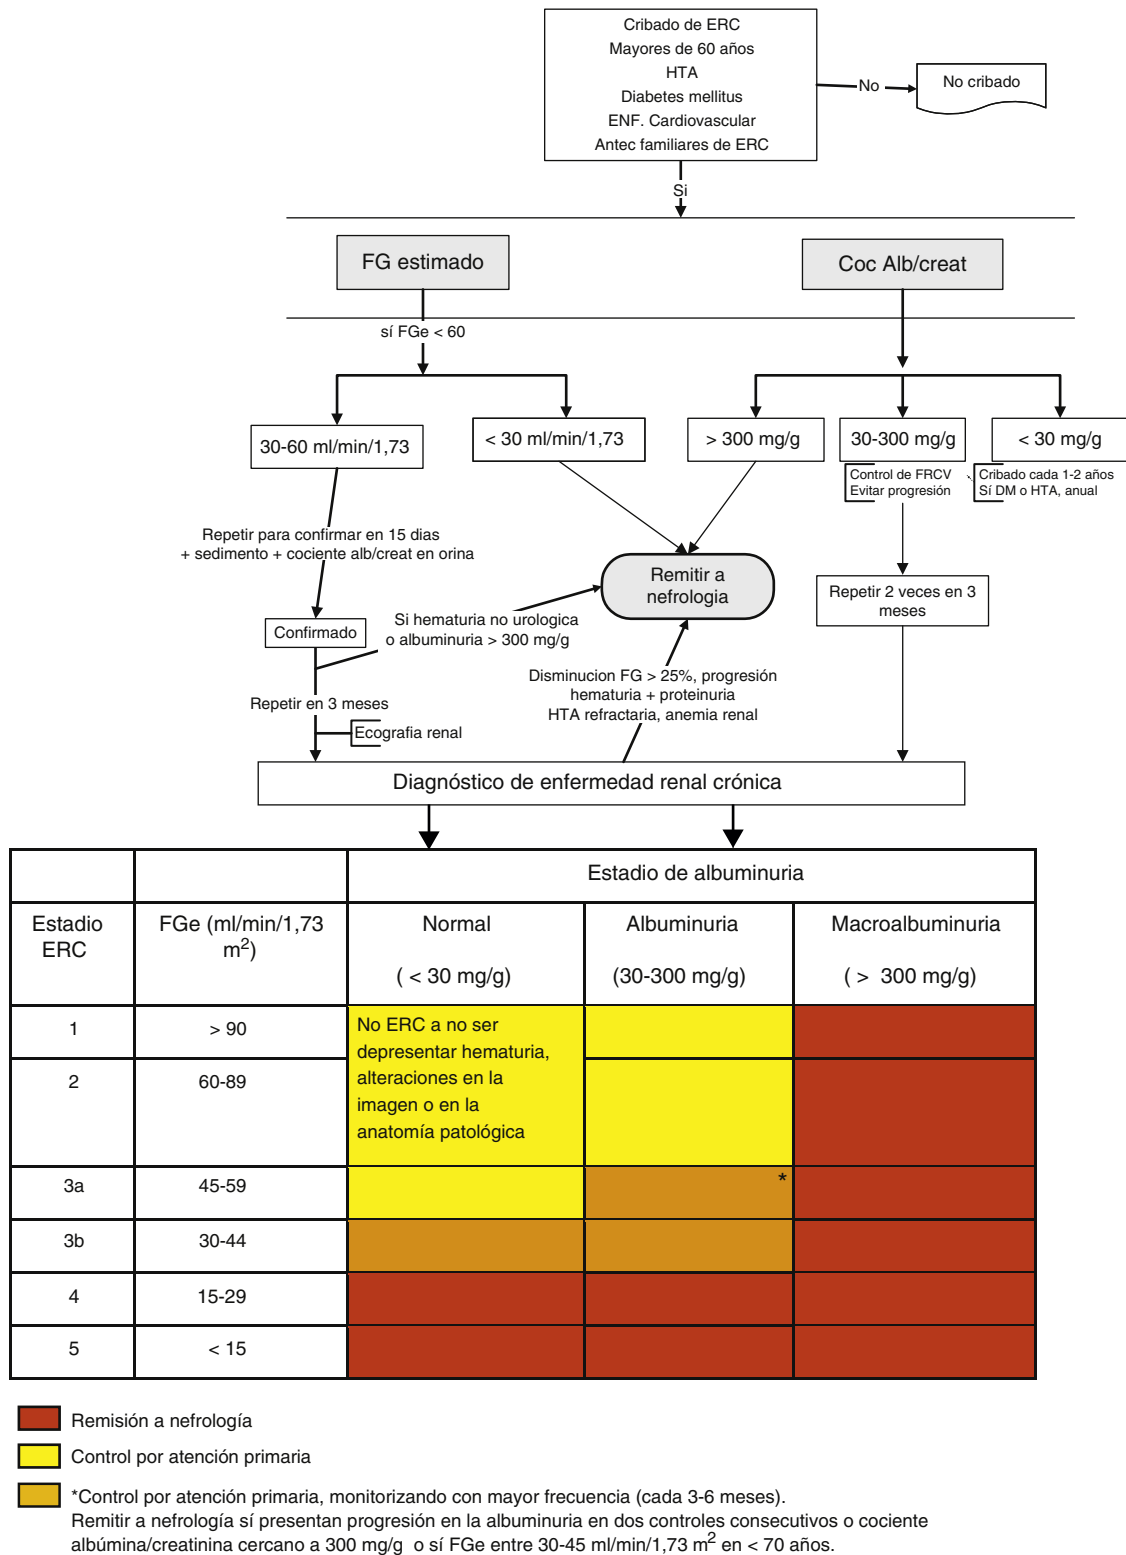 Cribado de ERC
Mayores de 60 años
HTA
Diabetes mellitus
ENF. Cardiovascular
Antec familiares de ERC
No
No cribado
Si
FG estimado
Coc Alb/creat
sí FGe < 60
30-60 ml/min/1,73
< 30 ml/min/1,73
> 300 mg/g
30-300 mg/g
< 30 mg/g
Control de FRCV
Evitar progresión
Cribado cada 1-2 años
Sí DM o HTA, anual
Repetir para confirmar en 15 dias
+ sedimento + cociente alb/creat en orina
Remitir a
nefrologia
Repetir 2 veces en 3
meses
Confirmado
Si hematuria no urologica
o albuminuria > 300 mg/g
Disminucion FG > 25%, progresión
hematuria + proteinuria
HTA refractaria, anemia renal
Repetir en 3 meses
Ecografia renal
Diagnóstico de enfermedad renal crónica
Estadio de albuminuria
Estadio
ERC
FGe (ml/min/1,73
m²)
Normal
( < 30 mg/g)
Albuminuria
(30-300 mg/g)
Macroalbuminuria
( > 300 mg/g)
1
> 90
No ERC a no ser
depresentar hematuria,
alteraciones en la
imagen o en la
anatomía patológica
2
60-89
3a
45-59
*
3b
30-44
4
15-29
5
< 15
Remisión a nefrología
Control por atención primaria
*Control por atención primaria, monitorizando con mayor frecuencia (cada 3-6 meses).
Remitir a nefrología sí presentan progresión en la albuminuria en dos controles consecutivos o cociente
albúmina/creatinina cercano a 300 mg/g o sí FGe entre 30-45 ml/min/1,73 m² en < 70 años.